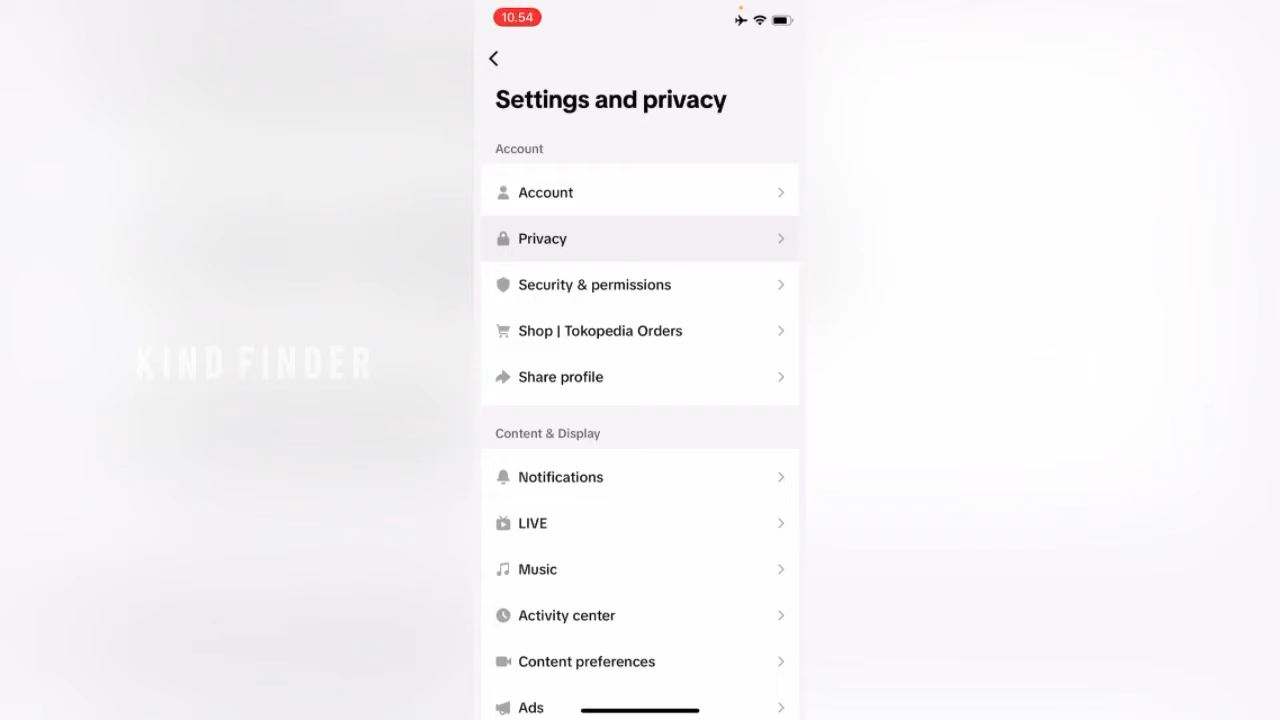 10.54
Settings and privacy
Account
Account
Privacy
Security & permissions
Shop | Tokopedia Orders
Share profile
KIND FINDER
Content & Display
Notifications
LIVE
Music
Activity center
Content preferences
Ads